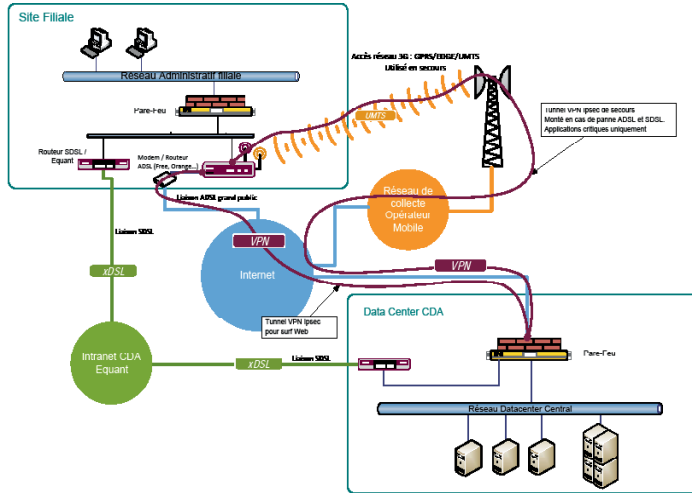 Site Filiale
Réseau Administratif filiale
Pare-Feu
Accès réseau 3G : GPRS/EDGE/UMTS
Utilisé en secours
UMTS
Tunnel VPN Ipsec de secours
Monté en cas de panne ADSL et SDSL.
Applications critiques uniquement
Routeur SDSL /
Equant
Modem / Routeur
ADSL (Free, Orange...)
Liaison ADSL grand public
Réseau de
collecte
Opérateur
Mobile
Liaison SDSL
VPN
Internet
VPN
xDSL
Tunnel VPN Ipsec
pour surf Web
Data Center CDA
Intranet CDA
Equant
Liaison SDSL
xDSL
Pare-Feu
Réseau Datacenter Central